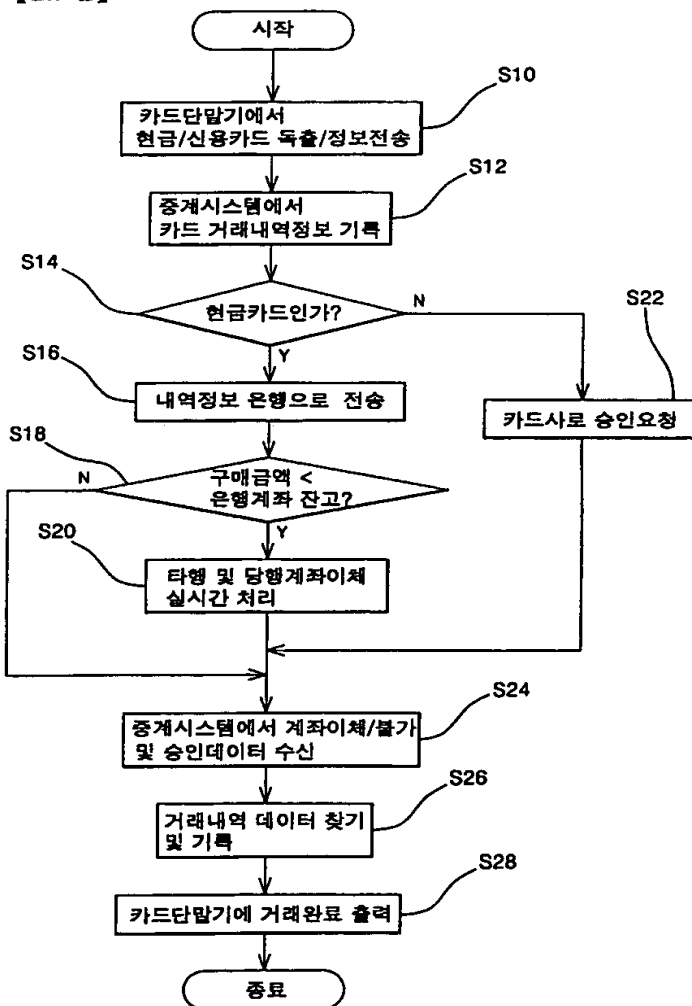 시작
S10
카드단말기에서
현금/신용카드 독출/정보전송
S12
중계시스템에서
카드 거래내역정보 기록
S14
현금카드인가?
N
Y
S22
S16
내역정보 은행으로 전송
카드사로 승인요청
S18
N
구매금액 <
은행계좌 잔고?
Y
S20
타행 및 당행계좌이체
실시간 처리
S24
중계시스템에서 계좌이체/불가
및 승인데이터 수신
S26
거래내역 데이터 찾기
및 기록
S28
카드단말기에 거래완료 출력
종료